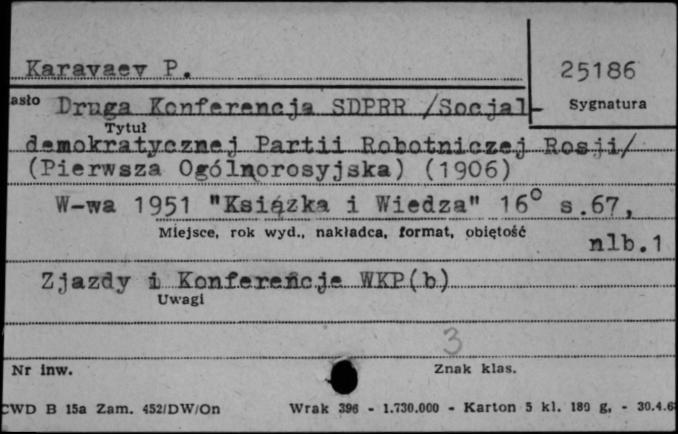 Karavaev P.
25186
asło
Sygnatura
Druga Konferencja SDPRR /Socjal-
Tytuł
demokratycznej Partii Robotniczej Rosji/
(Pierwsza Ogólnorosyjska) (1906)
W-wa 1951 "Książka i Wiedza" 16° s.67,
Miejsce, rok wyd., nakładca, format, objętość
nlb.1
Zjazdy i Konferencje WKP(b)
Uwagi
3
Nr inw.
Znak klas.
CWD B 15a Zam. 452/DW/On
Wrak 396 - 1.730.000 - Karton 5 kl. 180 g, - 30.4.6